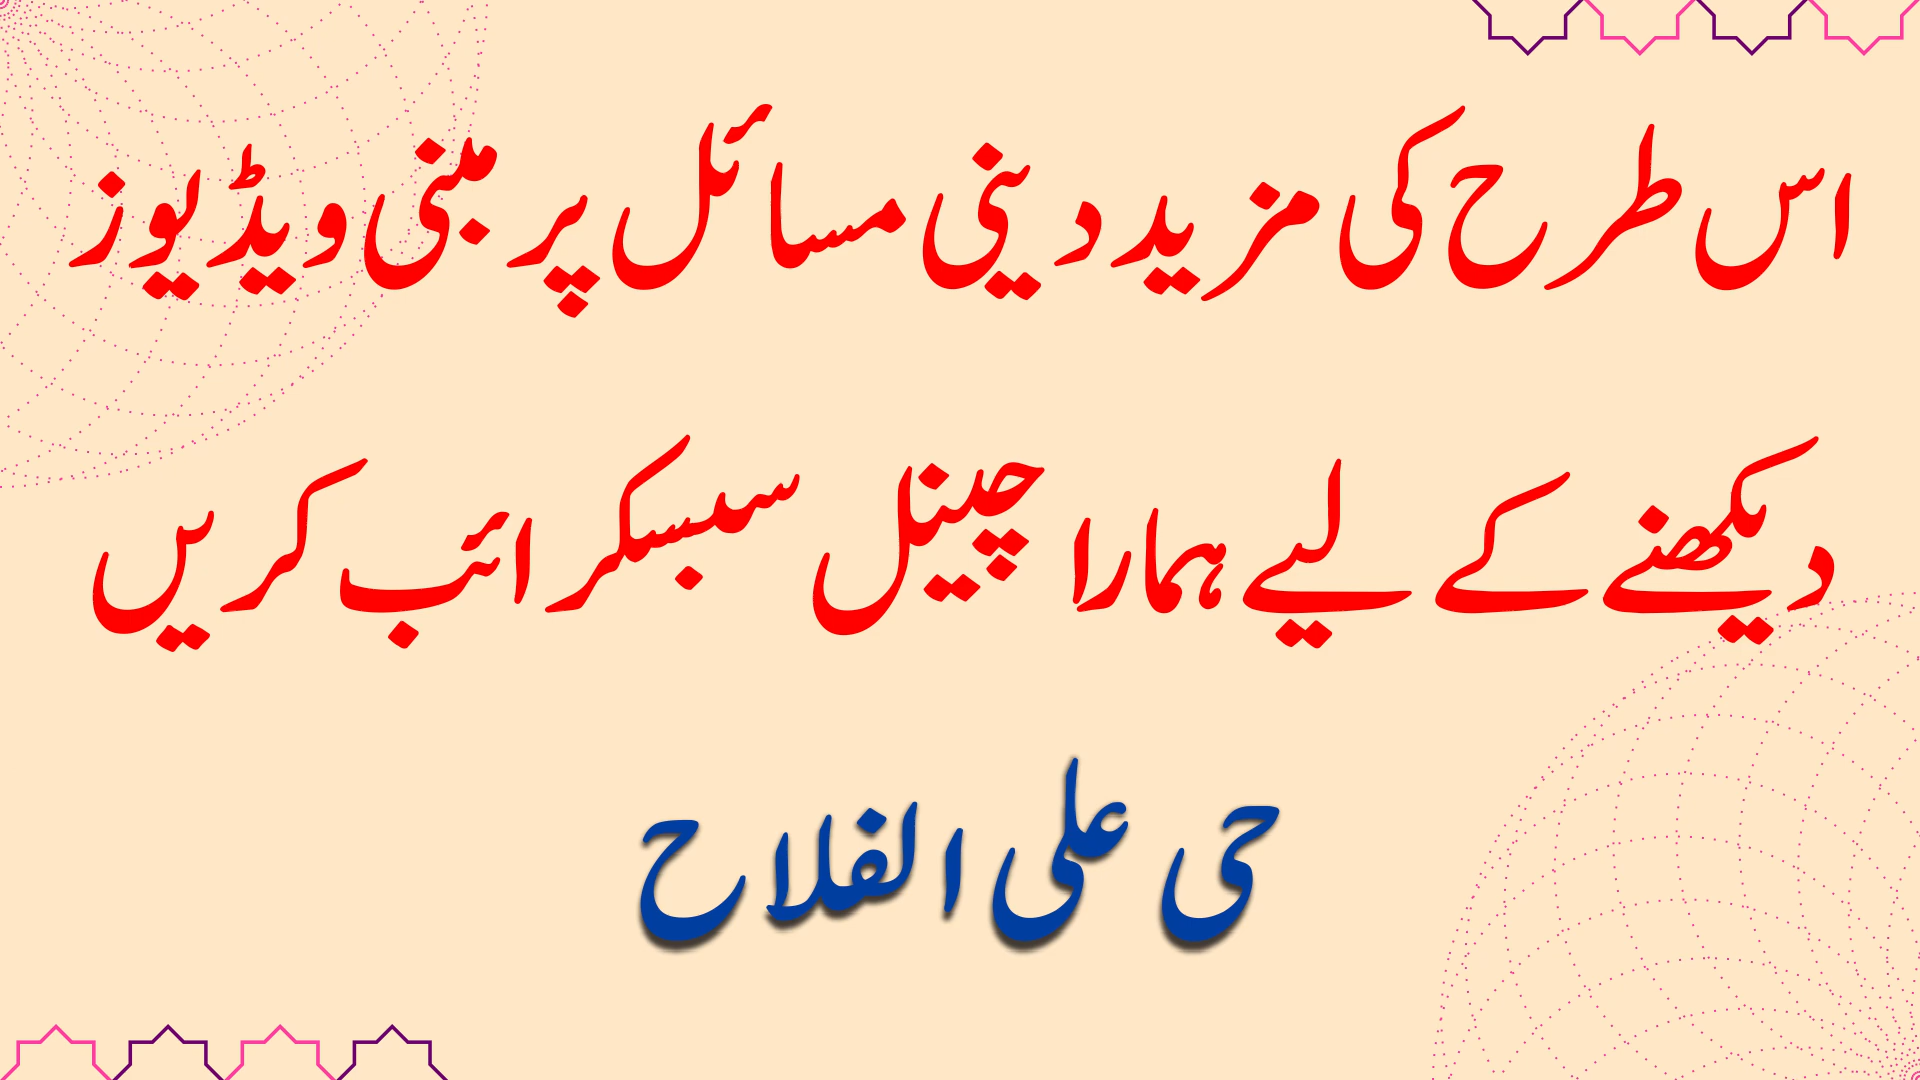 اس طرح کی مزید دینی مسائل پر مبنی ویڈیوز
دیکھنے کے لیے ہمارا چینل سبسکرائب کریں
حی علی الفلاح